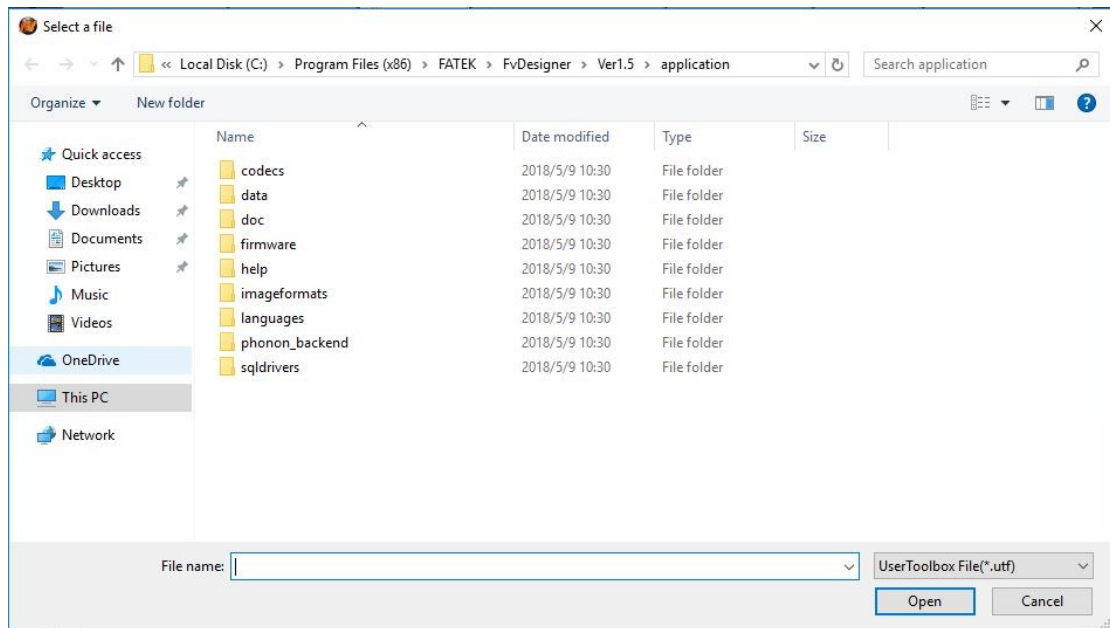 Select a file
« Local Disk (C:) › Program Files (x86) › FATEK › FvDesigner › Ver1.5 › application
Search application
Organize
New folder
Name
Date modified
Type
Size
Quick access
Desktop
Downloads
Documents
Pictures
Music
Videos
OneDrive
This PC
Network
codecs 2018/5/9 10:30 File folder
data 2018/5/9 10:30 File folder
doc 2018/5/9 10:30 File folder
firmware 2018/5/9 10:30 File folder
help 2018/5/9 10:30 File folder
imageformats 2018/5/9 10:30 File folder
languages 2018/5/9 10:30 File folder
phonon_backend 2018/5/9 10:30 File folder
sqldrivers 2018/5/9 10:30 File folder
File name:
UserToolbox File(*.utf)
Open
Cancel